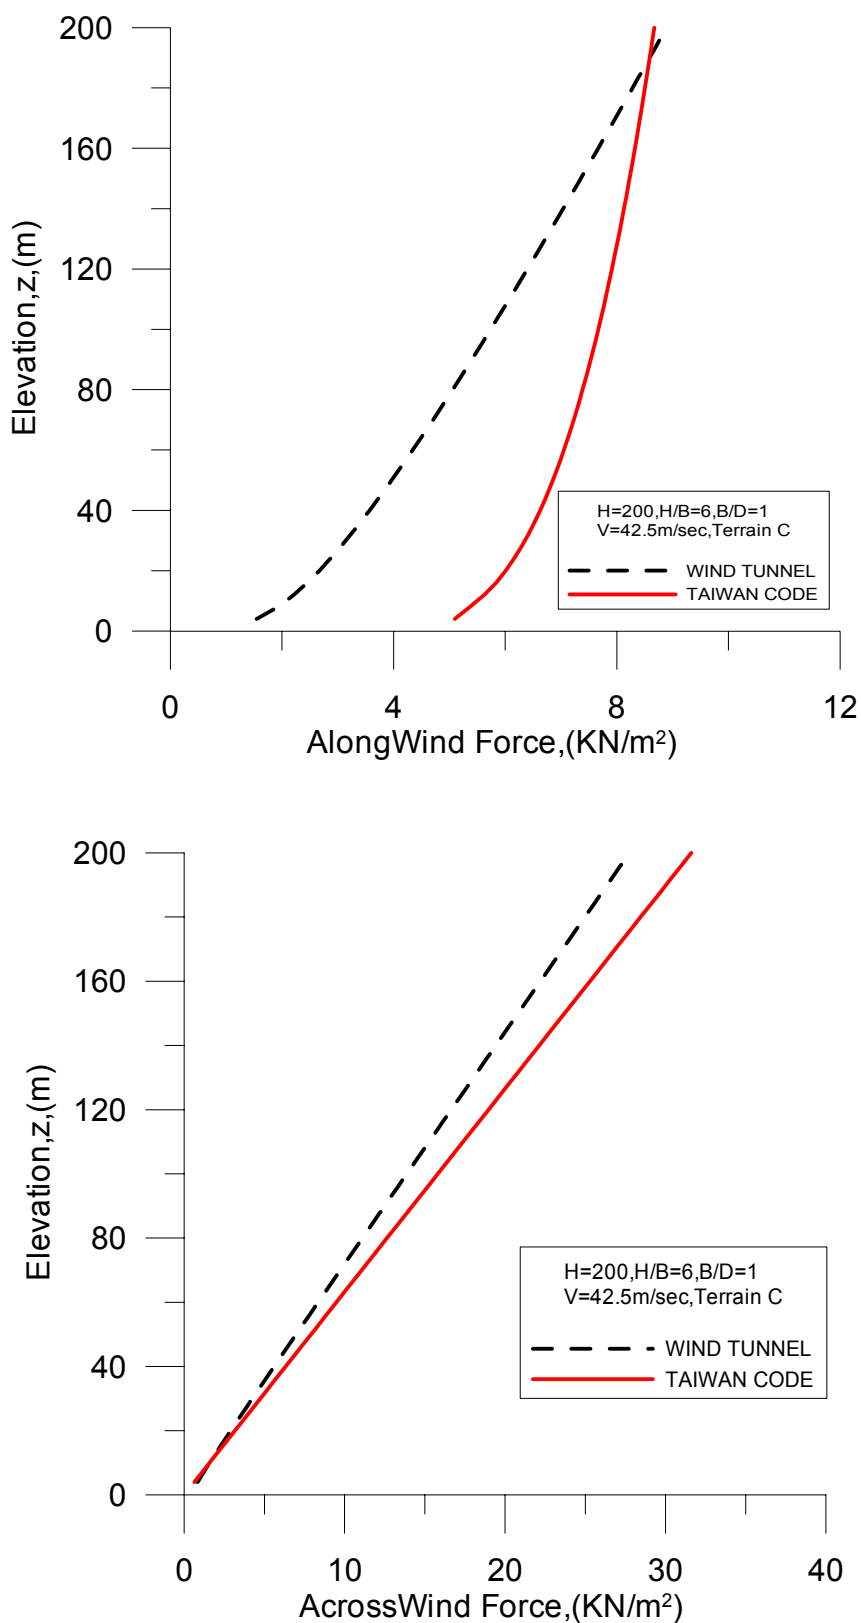 200
160
120
80
40
0
Elevation,z,(m)
H=200,H/B=6,B/D=1
V=42.5m/sec,Terrain C
WIND TUNNEL
TAIWAN CODE
0 4 8 12
AlongWind Force,(KN/m²)
200
160
120
80
40
0
Elevation,z,(m)
H=200,H/B=6,B/D=1
V=42.5m/sec,Terrain C
WIND TUNNEL
TAIWAN CODE
0 10 20 30 40
AcrossWind Force,(KN/m²)